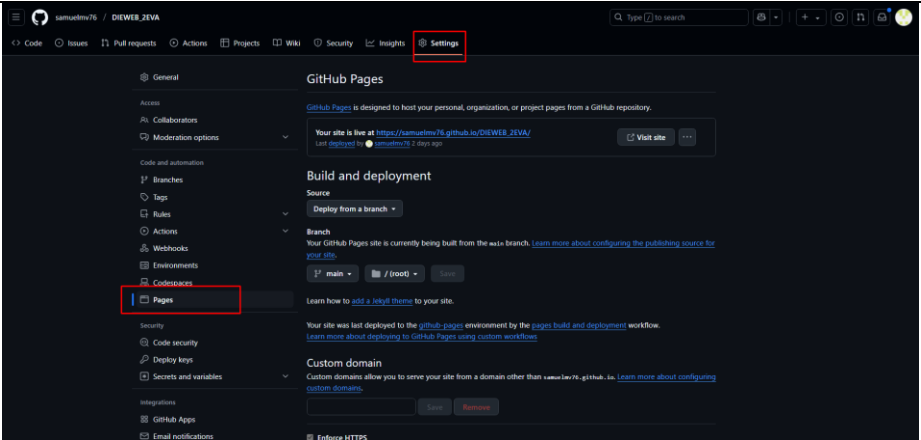 samuelmv76 / DIEWEB_2EVA
Type / to search
Code Issues Pull requests Actions Projects Wiki Security Insights Settings
General
Access
Collaborators
Moderation options
Code and automation
Branches
Tags
Rules
Actions
Webhooks
Environments
Codespaces
Pages
Security
Code security
Deploy keys
Secrets and variables
Integrations
GitHub Apps
Email notifications
GitHub Pages
GitHub Pages is designed to host your personal, organization, or project pages from a GitHub repository.
Your site is live at https://samuelmv76.github.io/DIEWEB_2EVA/
Last deployed by samuelmv76 2 days ago
Visit site
Build and deployment
Source
Deploy from a branch
Branch
Your GitHub Pages site is currently being built from the main branch. Learn more about configuring the publishing source for
your site.
main / (root) Save
Learn how to add a Jekyll theme to your site.
Your site was last deployed to the github-pages environment by the pages build and deployment workflow.
Learn more about deploying to GitHub Pages using custom workflows
Custom domain
Custom domains allow you to serve your site from a domain other than samuelmv76.github.io. Learn more about configuring
custom domains.
Save Remove
Enforce HTTPS